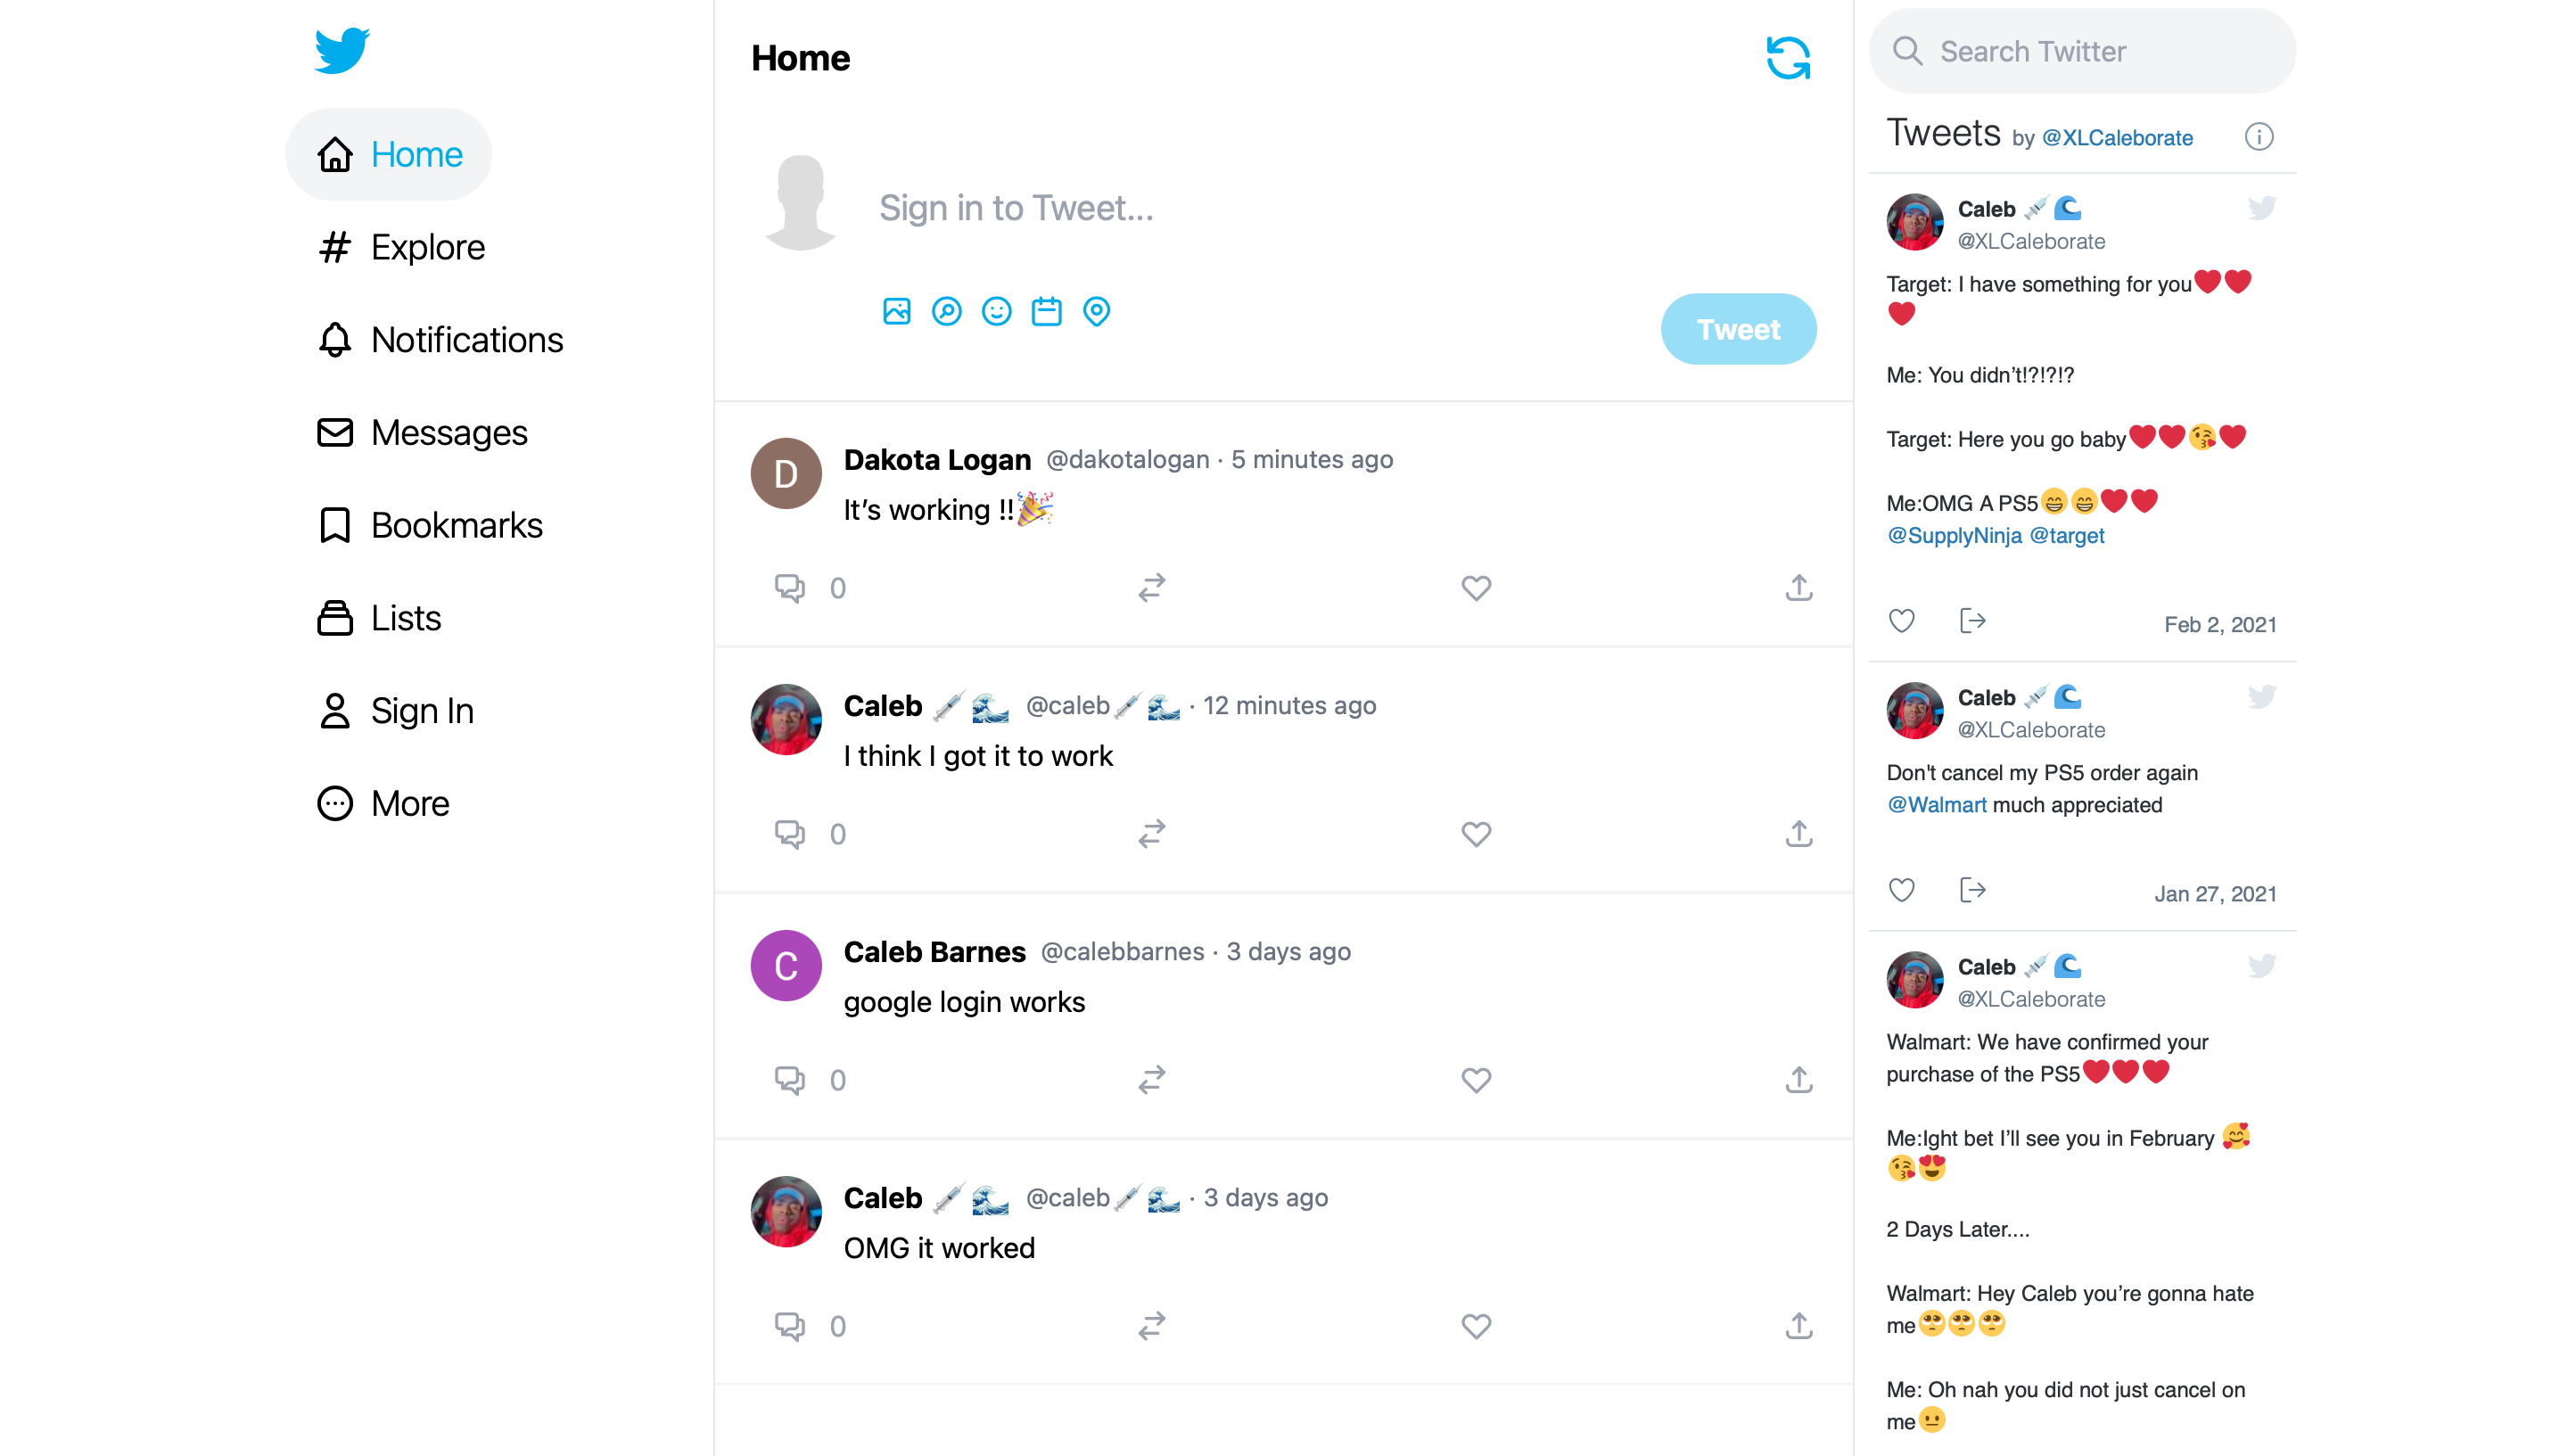 Home
Explore
Notifications
Messages
Bookmarks
Lists
Sign In
More
Home
Sign in to Tweet...
Tweet
D
Dakota Logan @dakotalogan · 5 minutes ago
It’s working !!🎉
0
Caleb 💉🌊 @caleb💉🌊 · 12 minutes ago
I think I got it to work
0
C
Caleb Barnes @calebbarnes · 3 days ago
google login works
0
Caleb 💉🌊 @caleb💉🌊 · 3 days ago
OMG it worked
0
Search Twitter
Tweets by @XLCaleborate
Caleb 💉🌊
@XLCaleborate
Target: I have something for you❤️❤️
❤️
Me: You didn’t!?!?!?
Target: Here you go baby❤️❤️😘❤️
Me:OMG A PS5😁😁❤️❤️
@SupplyNinja @target
Feb 2, 2021
Caleb 💉🌊
@XLCaleborate
Don't cancel my PS5 order again
@Walmart much appreciated
Jan 27, 2021
Caleb 💉🌊
@XLCaleborate
Walmart: We have confirmed your
purchase of the PS5❤️❤️❤️
Me:Ight bet I’ll see you in February 🥰
😘😍
2 Days Later....
Walmart: Hey Caleb you’re gonna hate
me🥺🥺🥺
Me: Oh nah you did not just cancel on
me😐